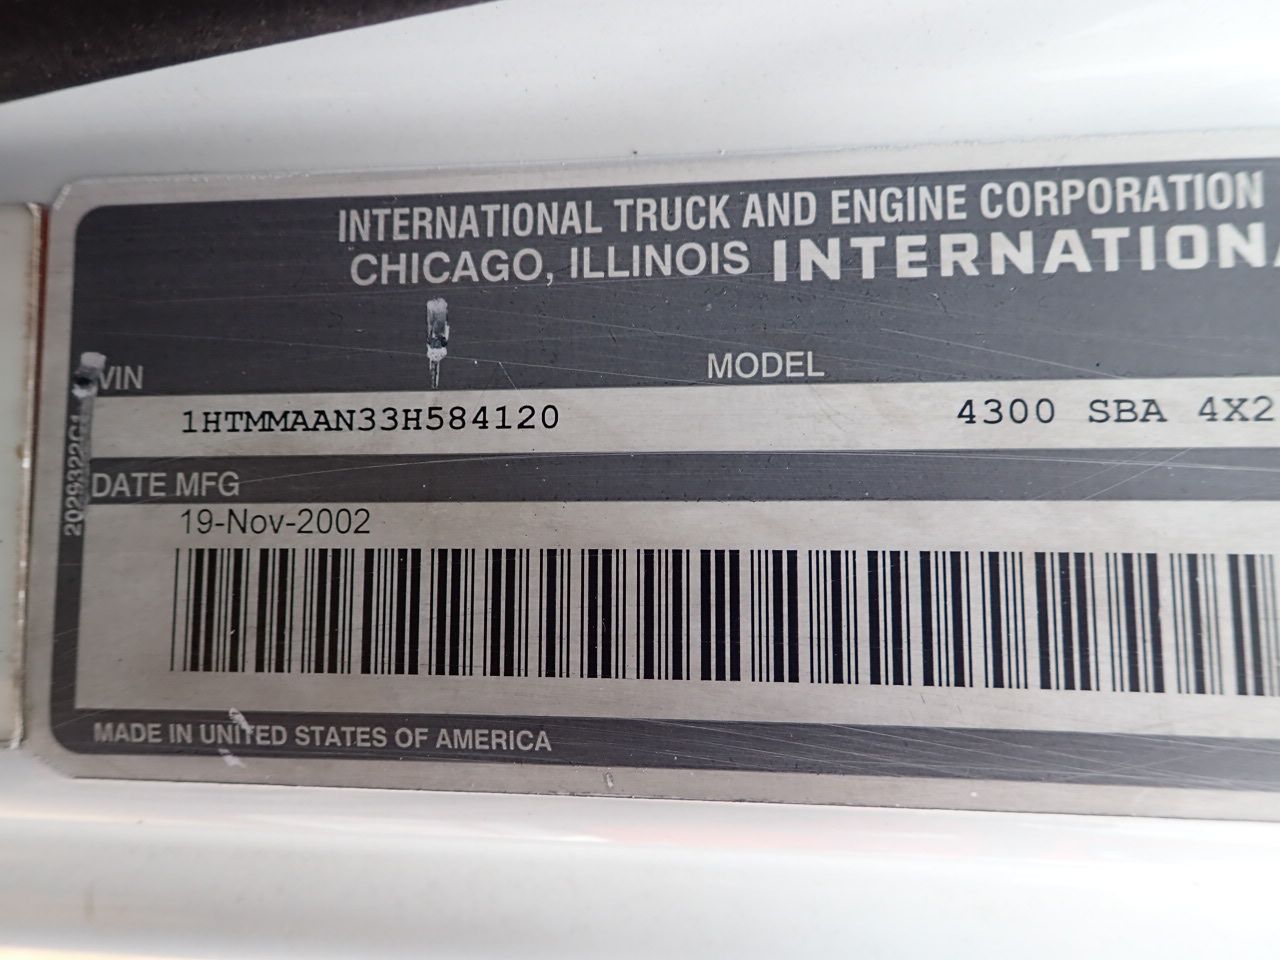 INTERNATIONAL TRUCK AND ENGINE CORPORATION
CHICAGO, ILLINOIS INTERNATIONA
VIN
MODEL
1HTMMAAN33H584120
4300 SBA 4X2
DATE MFG
19-Nov-2002
MADE IN UNITED STATES OF AMERICA